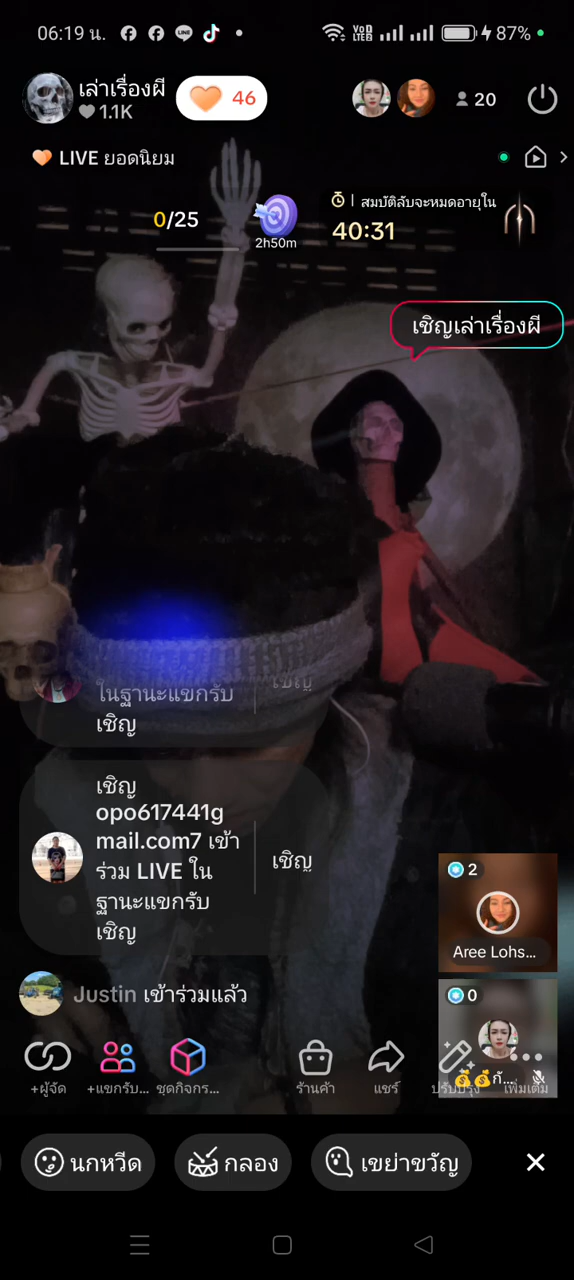 06:19 น.
LINE
VoD LTEB
87%
เล่าเรื่องผี
1.1K
46
20
LIVE ยอดนิยม
0/25
2h50m
สมบัติลับจะหมดอายุใน
40:31
เชิญเล่าเรื่องผี
ในฐานะแขกรับ
เชิญ
เชิญ
เชิญ
opo617441g
mail.com7 เข้า
ร่วม LIVE ใน
ฐานะแขกรับ
เชิญ
เชิญ
2
Aree Lohs...
Justin เข้าร่วมแล้ว
0
💰💰กั...
+ผู้จัด
+แขกรับ...
ชุดกิจกร...
ร้านค้า
แชร์
ปรับปรุง
เพิ่มเติม
นกหวีด
กลอง
เขย่าขวัญ